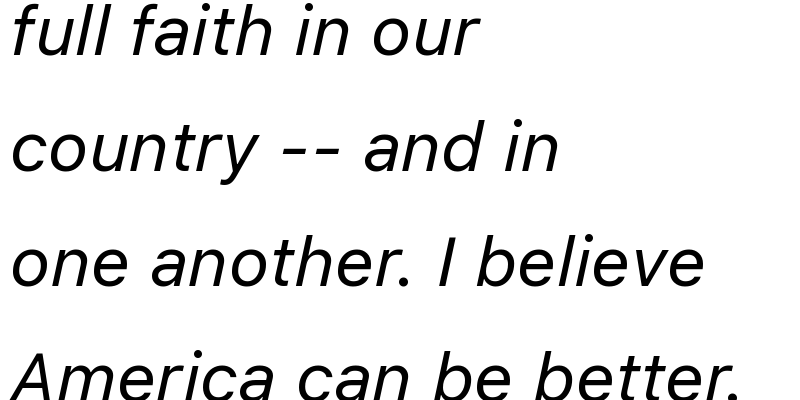 full faith in our
country -- and in
one another. I believe
America can be better.